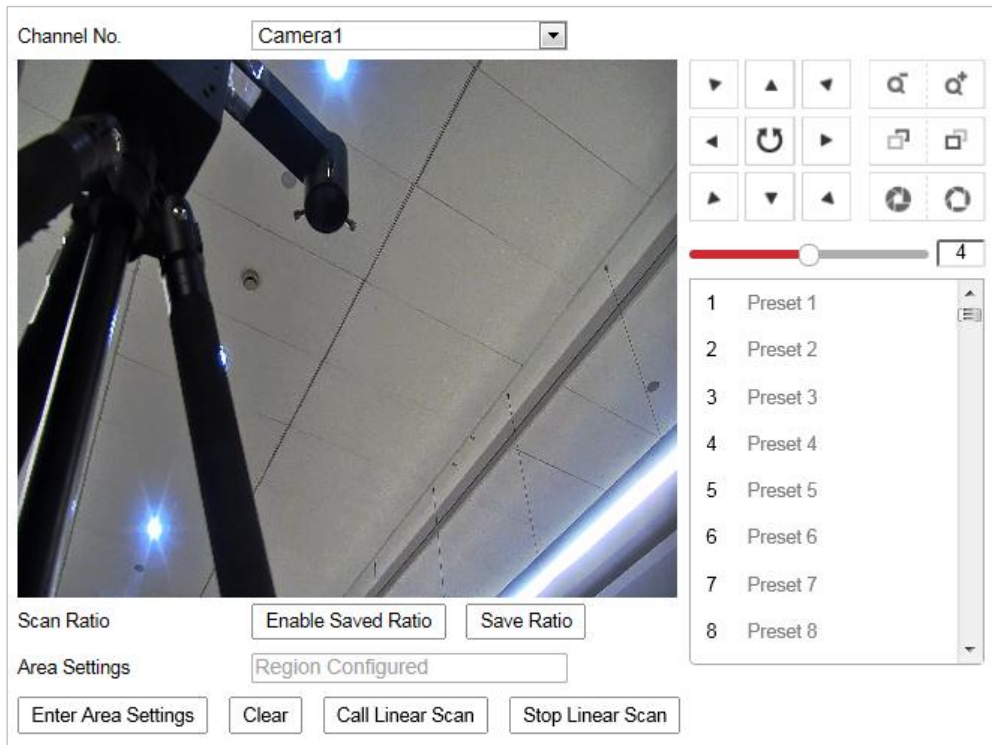 Channel No. Camera1
4
1 Preset 1
2 Preset 2
3 Preset 3
4 Preset 4
5 Preset 5
6 Preset 6
7 Preset 7
8 Preset 8
Scan Ratio Enable Saved Ratio Save Ratio
Area Settings Region Configured
Enter Area Settings Clear Call Linear Scan Stop Linear Scan